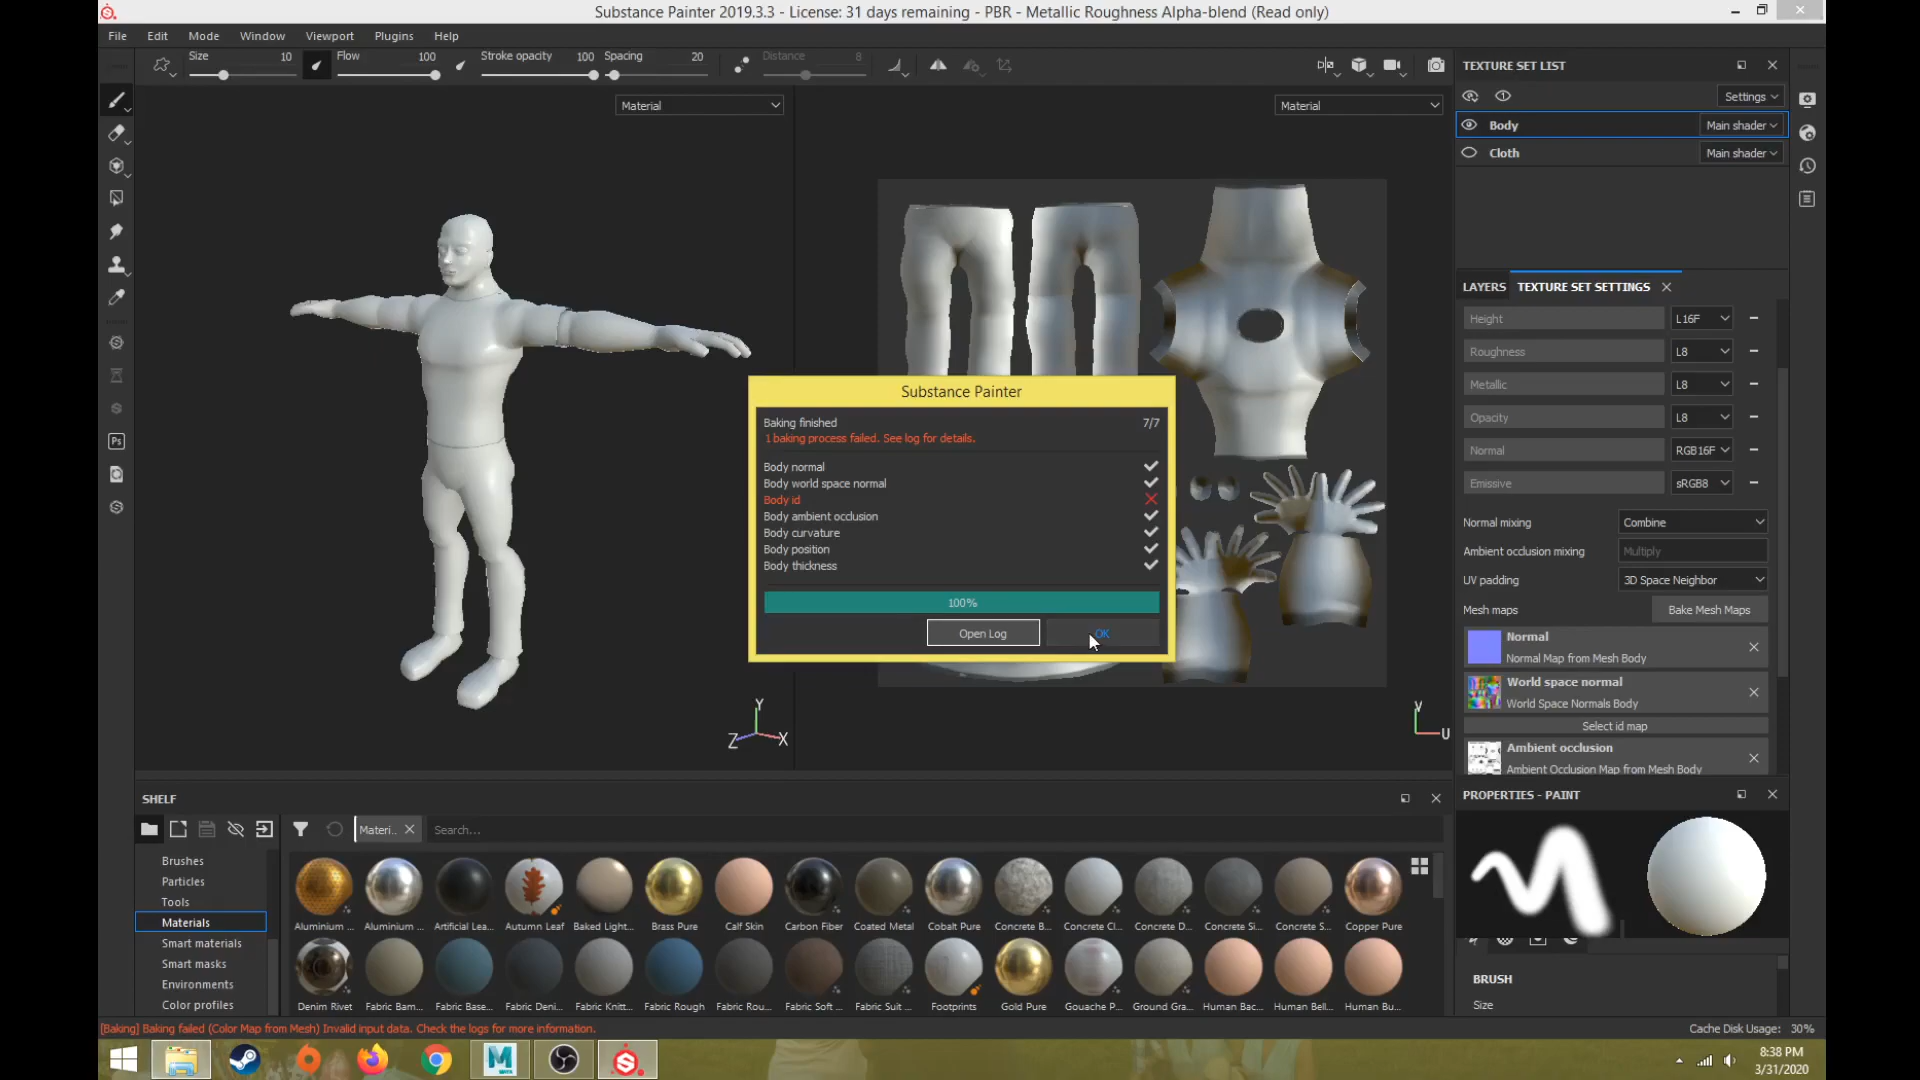 Substance Painter 2019.3.3 - License: 31 days remaining - PBR - Metallic Roughness Alpha-blend (Read only)
File Edit Mode Window Viewport Plugins Help
Size 10 Flow 100 Stroke opacity 100 Spacing 20 Distance 8
Material
Material
TEXTURE SET LIST
Settings
Body Main shader
Cloth Main shader
LAYERS TEXTURE SET SETTINGS
Height L16F
Roughness L8
Metallic L8
Opacity L8
Normal RGB16F
Emissive sRGB8
Normal mixing Combine
Ambient occlusion mixing Multiply
UV padding 3D Space Neighbor
Mesh maps Bake Mesh Maps
Normal
Normal Map from Mesh Body
World space normal
World Space Normals Body
Select id map
Ambient occlusion
Ambient Occlusion Map from Mesh Body
Substance Painter
Baking finished 7/7
1 baking process failed. See log for details.
Body normal
Body world space normal
Body id
Body ambient occlusion
Body curvature
Body position
Body thickness
100%
Open Log OK
Y
Z X
V
U
Ps
SHELF
Materi.. Search...
Brushes
Particles
Tools
Materials
Smart materials
Smart masks
Environments
Color profiles
Aluminium ... Aluminium ... Artificial Lea... Autumn Leaf Baked Light... Brass Pure Calf Skin Carbon Fiber Coated Metal Cobalt Pure Concrete B... Concrete Cl... Concrete D... Concrete Si... Concrete S... Copper Pure
Denim Rivet Fabric Bam... Fabric Base... Fabric Deni... Fabric Knitt... Fabric Rough Fabric Rou... Fabric Soft ... Fabric Suit ... Footprints Gold Pure Gouache P... Ground Gra... Human Bac... Human Bell... Human Bu...
PROPERTIES - PAINT
BRUSH
Size
[Baking] Baking failed (Color Map from Mesh) Invalid input data. Check the logs for more information.
Cache Disk Usage: 30%
8:38 PM
3/31/2020